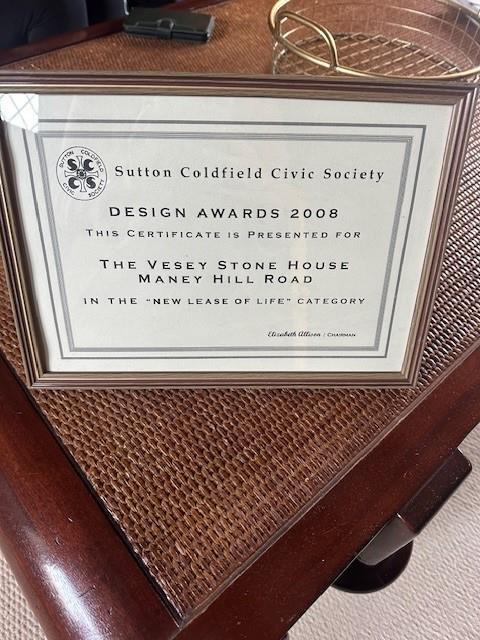 SUTTON COLDFIELD
CIVIC SOCIETY
Sutton Coldfield Civic Society
DESIGN AWARDS 2008
THIS CERTIFICATE IS PRESENTED FOR
THE VESEY STONE HOUSE
MANEY HILL ROAD
IN THE "NEW LEASE OF LIFE" CATEGORY
Elizabeth Allison / CHAIRMAN